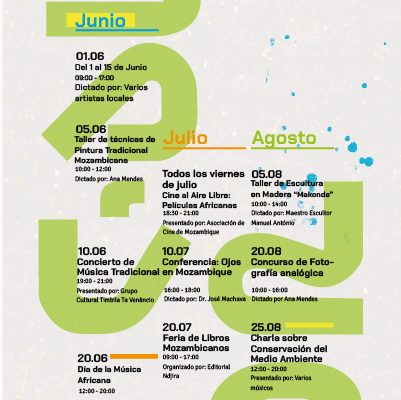 Junio
01.06
Del 1 al 15 de Junio
09:00 - 17:00
Dictado por: Varios
artistas locales
05.06
Taller de técnicas de
Pintura Tradicional
Mozambicana
10:00 - 12:00
Dictado por: Ana Mendes
10.06
Concierto de
Música Tradicional
19:00 - 21:00
Presentado por: Grupo
Cultural Timbila Ta Venâncio
20.06
Día de la Música
Africana
12:00 - 20:00
Julio
Todos los viernes
de julio
Cine al Aire Libre:
Películas Africanas
18:30 - 21:00
Presentado por: Asociación de
Cine de Mozambique
10.07
Conferencia: Ojos
en Mozambique
16:00 - 18:00
Dictado por: Dr. José Machava
20.07
Feria de Libros
Mozambicanos
09:00 - 17:00
Organizado por: Editorial
Ndjira
Agosto
05.08
Taller de Escultura
en Madera "Makonde"
10:00 - 14:00
Dictado por: Maestro Escultor
Manuel António
20.08
Concurso de Foto-
grafía analógica
10:00 - 16:00
Dictado por Ana Mendes
25.08
Charla sobre
Conservación del
Medio Ambiente
12:00 - 20:00
Presentado por: Varios
músicos